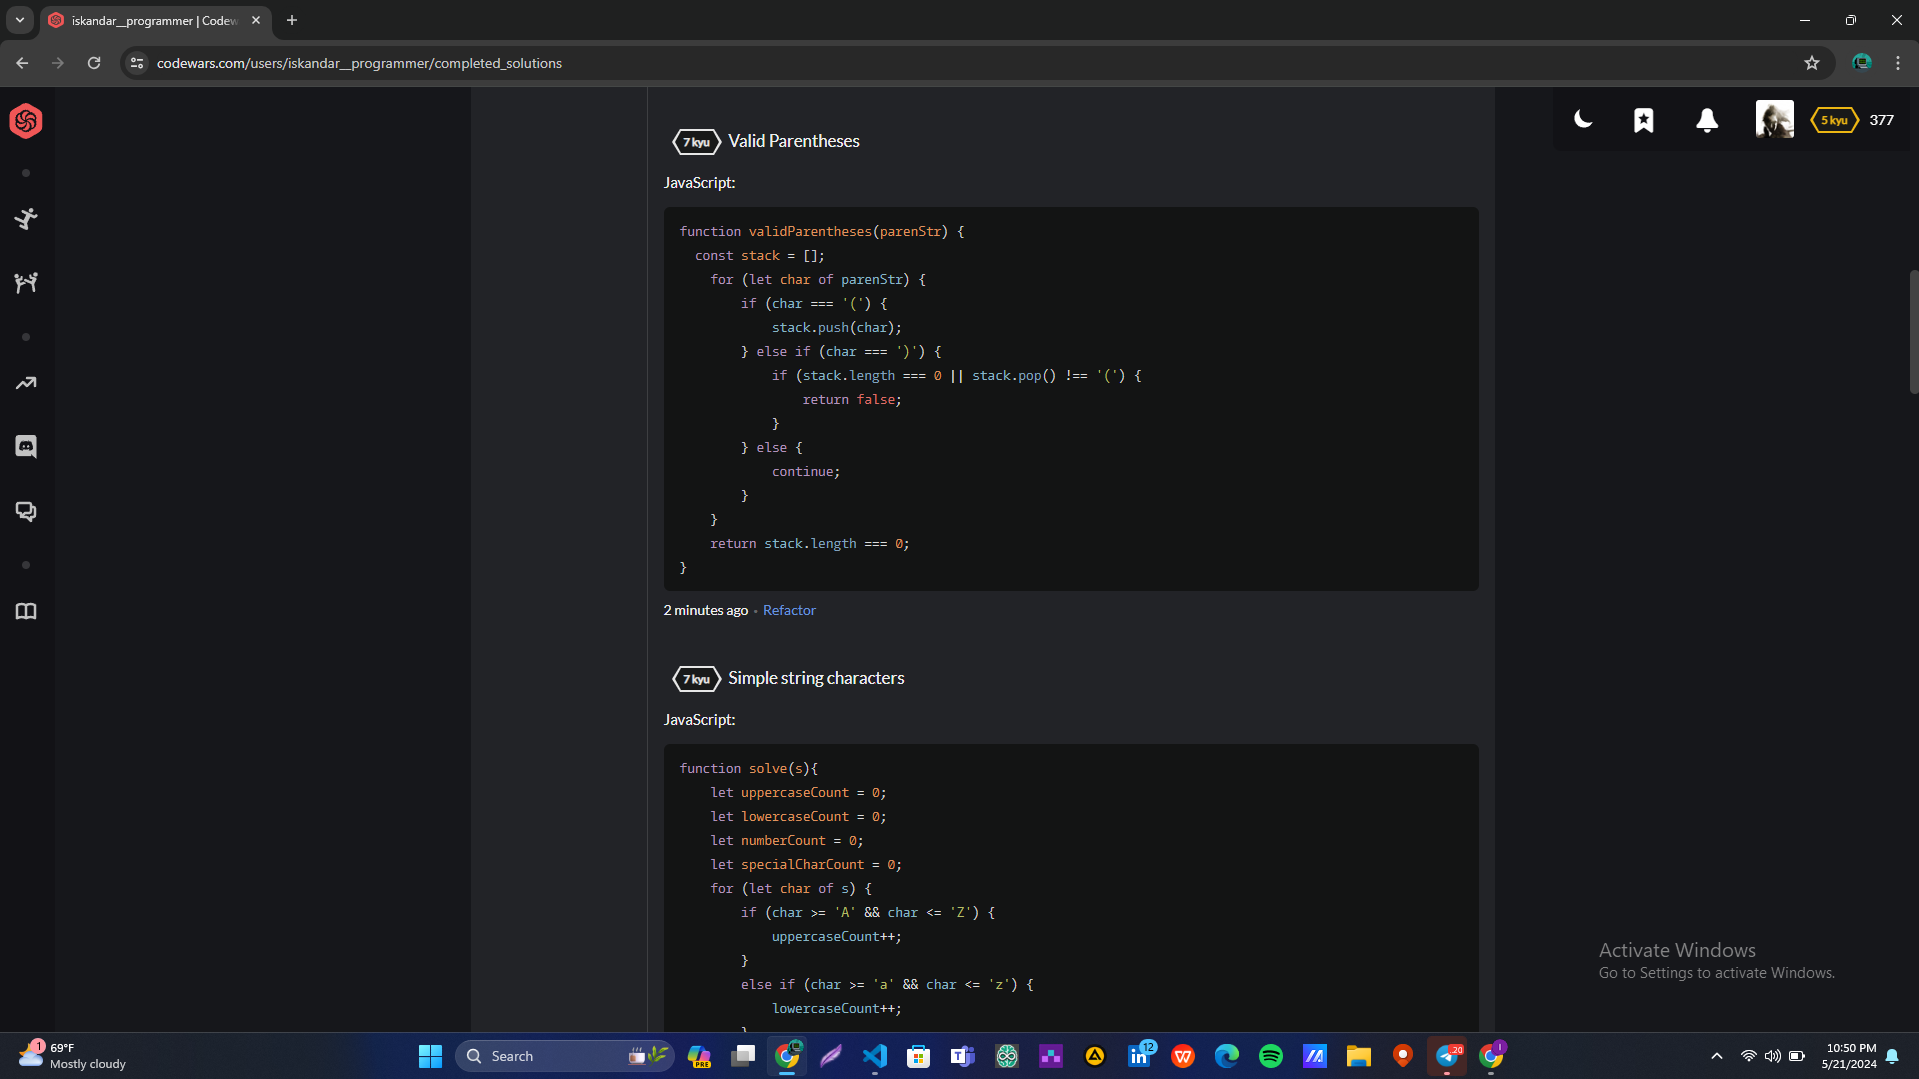 iskandar__programmer | Codew
codewars.com/users/iskandar__programmer/completed_solutions
5 kyu
377
7 kyu
Valid Parentheses
JavaScript:
function validParentheses(parenStr) {
  const stack = [];
    for (let char of parenStr) {
        if (char === '(') {
            stack.push(char);
        } else if (char === ')') {
            if (stack.length === 0 || stack.pop() !== '(') {
                return false;
            }
        } else {
            continue;
        }
    }
    return stack.length === 0;
}
2 minutes ago • Refactor
7 kyu
Simple string characters
JavaScript:
function solve(s){
    let uppercaseCount = 0;
    let lowercaseCount = 0;
    let numberCount = 0;
    let specialCharCount = 0;
    for (let char of s) {
        if (char >= 'A' && char <= 'Z') {
            uppercaseCount++;
        }
        else if (char >= 'a' && char <= 'z') {
            lowercaseCount++;
        }
Activate Windows
Go to Settings to activate Windows.
1
69°F
Mostly cloudy
Search
PRE
12
20
10:50 PM
5/21/2024